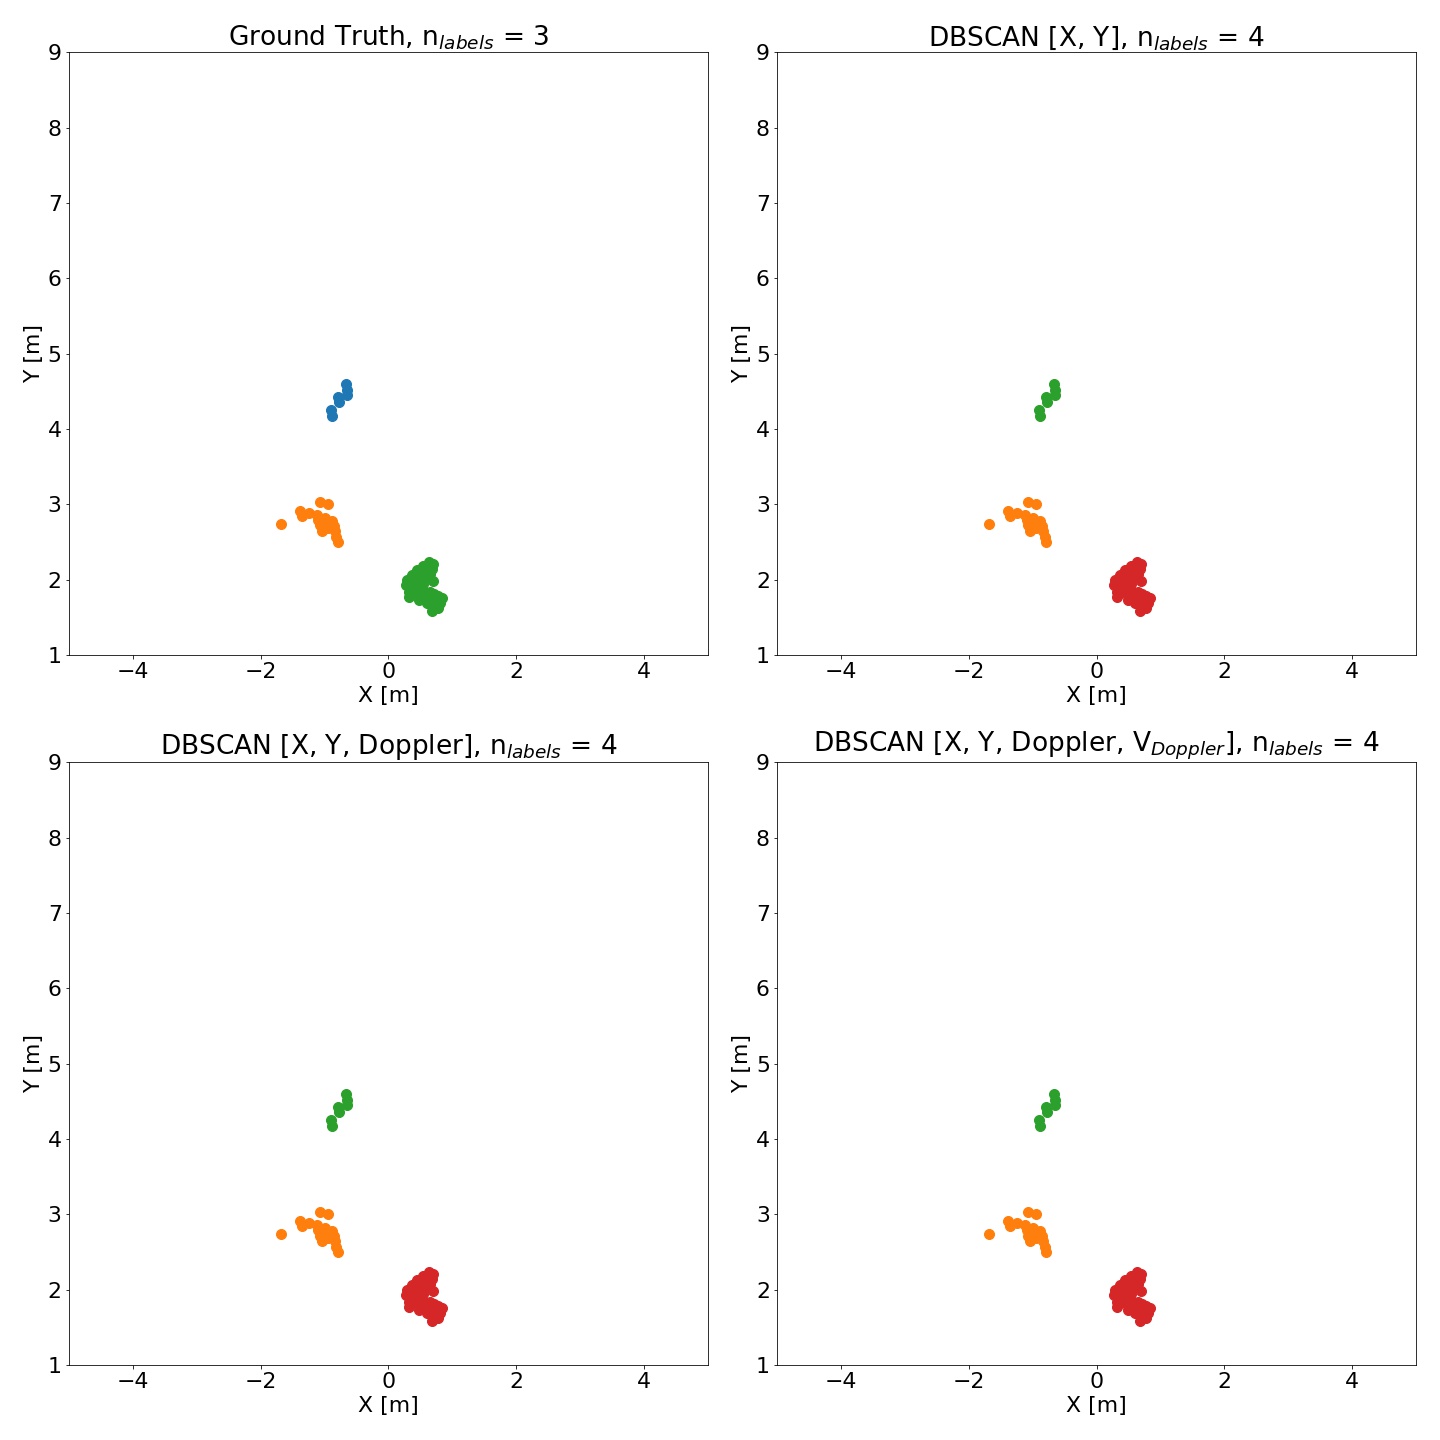 Ground Truth, n_labels = 3
9
8
7
6
5
4
3
2
1
Y [m]
−4 −2 0 2 4
X [m]
DBSCAN [X, Y], n_labels = 4
9
8
7
6
5
4
3
2
1
Y [m]
−4 −2 0 2 4
X [m]
DBSCAN [X, Y, Doppler], n_labels = 4
9
8
7
6
5
4
3
2
1
Y [m]
−4 −2 0 2 4
X [m]
DBSCAN [X, Y, Doppler, V_Doppler], n_labels = 4
9
8
7
6
5
4
3
2
1
Y [m]
−4 −2 0 2 4
X [m]